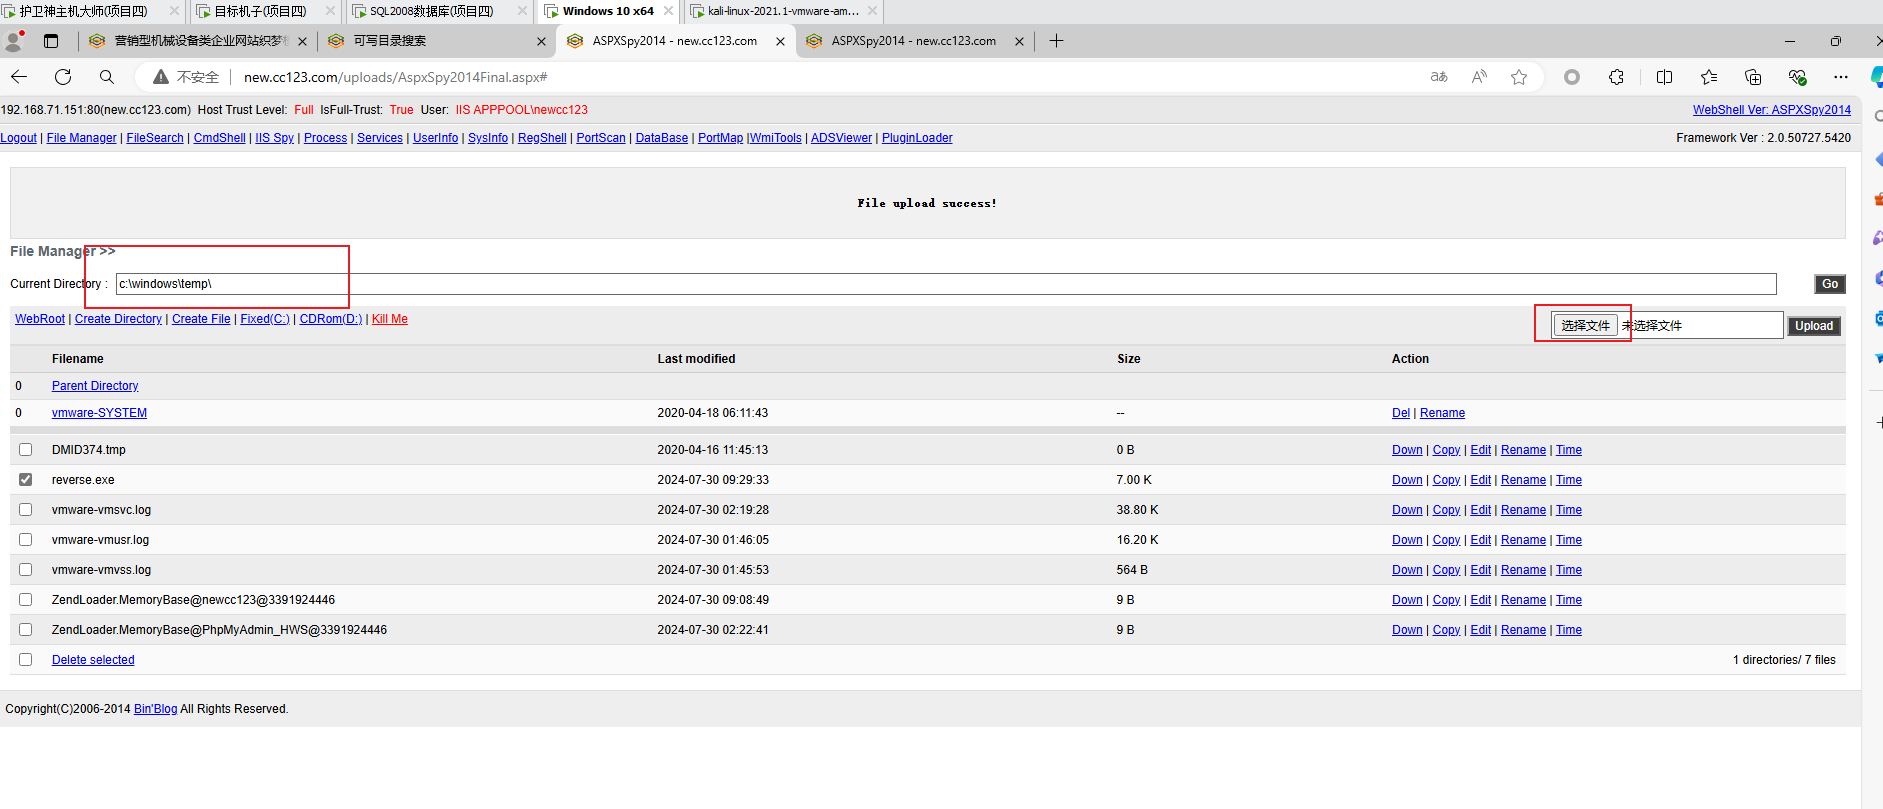 护卫神主机大师(项目四) 目标机子(项目四) SQL2008数据库(项目四) Windows 10 x64 kali-linux-2021.1-vmware-am...
营销型机械设备类企业网站织梦 可写目录搜索 ASPXSpy2014 - new.cc123.com ASPXSpy2014 - new.cc123.com
不安全 new.cc123.com/uploads/AspxSpy2014Final.aspx#
192.168.71.151:80(new.cc123.com) Host Trust Level: Full IsFull-Trust: True User: IIS APPPOOL\newcc123 WebShell Ver: ASPXSpy2014
Logout | File Manager | FileSearch | CmdShell | IIS Spy | Process | Services | UserInfo | SysInfo | RegShell | PortScan | DataBase | PortMap |WmiTools | ADSViewer | PluginLoader Framework Ver : 2.0.50727.5420
File upload success!
File Manager >>
Current Directory : c:\windows\temp\ Go
WebRoot | Create Directory | Create File | Fixed(C:) | CDRom(D:) | Kill Me 选择文件 未选择文件 Upload
Filename Last modified Size Action
0 Parent Directory
0 vmware-SYSTEM 2020-04-18 06:11:43 -- Del | Rename
DMID374.tmp 2020-04-16 11:45:13 0 B Down | Copy | Edit | Rename | Time
reverse.exe 2024-07-30 09:29:33 7.00 K Down | Copy | Edit | Rename | Time
vmware-vmsvc.log 2024-07-30 02:19:28 38.80 K Down | Copy | Edit | Rename | Time
vmware-vmusr.log 2024-07-30 01:46:05 16.20 K Down | Copy | Edit | Rename | Time
vmware-vmvss.log 2024-07-30 01:45:53 564 B Down | Copy | Edit | Rename | Time
ZendLoader.MemoryBase@newcc123@3391924446 2024-07-30 09:08:49 9 B Down | Copy | Edit | Rename | Time
ZendLoader.MemoryBase@PhpMyAdmin_HWS@3391924446 2024-07-30 02:22:41 9 B Down | Copy | Edit | Rename | Time
Delete selected 1 directories/ 7 files
Copyright(C)2006-2014 Bin'Blog All Rights Reserved.